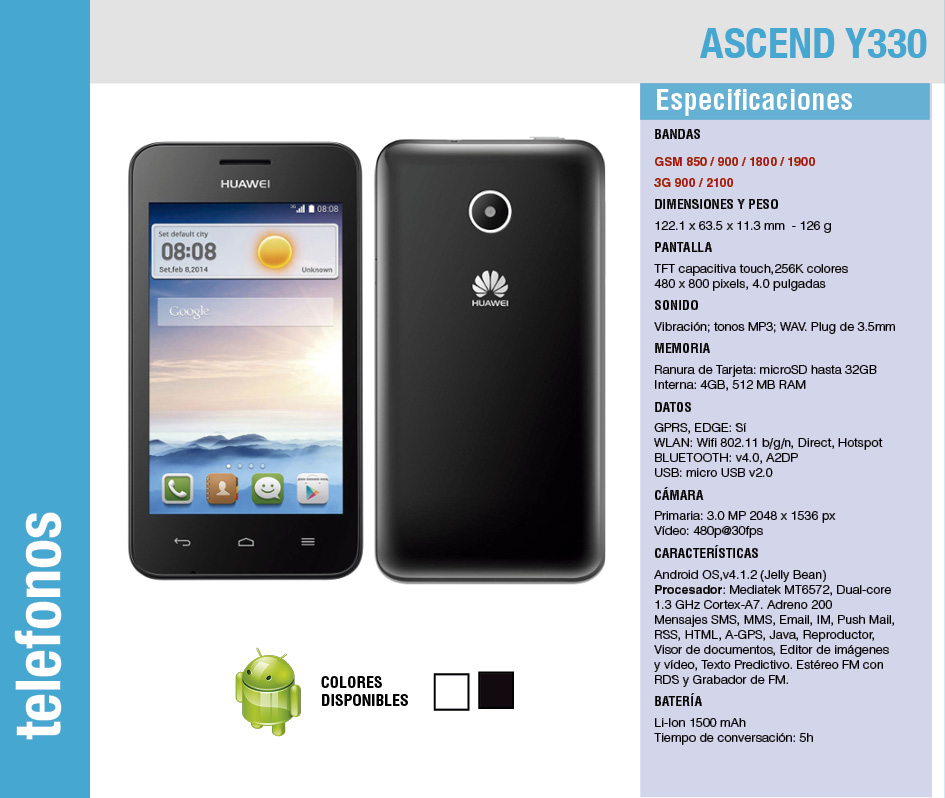 ASCEND Y330
telefonos
HUAWEI
3G 08:08
Set default city
08:08
Set,feb 8,2014
Unknown
Google
HUAWEI
COLORES
DISPONIBLES
Especificaciones
BANDAS
GSM 850 / 900 / 1800 / 1900
3G 900 / 2100
DIMENSIONES Y PESO
122.1 x 63.5 x 11.3 mm - 126 g
PANTALLA
TFT capacitiva touch,256K colores
480 x 800 pixels, 4.0 pulgadas
SONIDO
Vibración; tonos MP3; WAV. Plug de 3.5mm
MEMORIA
Ranura de Tarjeta: microSD hasta 32GB
Interna: 4GB, 512 MB RAM
DATOS
GPRS, EDGE: Sí
WLAN: Wifi 802.11 b/g/n, Direct, Hotspot
BLUETOOTH: v4.0, A2DP
USB: micro USB v2.0
CÁMARA
Primaria: 3.0 MP 2048 x 1536 px
Vídeo: 480p@30fps
CARACTERÍSTICAS
Android OS,v4.1.2 (Jelly Bean)
Procesador: Mediatek MT6572, Dual-core
1.3 GHz Cortex-A7. Adreno 200
Mensajes SMS, MMS, Email, IM, Push Mail,
RSS, HTML, A-GPS, Java, Reproductor,
Visor de documentos, Editor de imágenes
y vídeo, Texto Predictivo. Estéreo FM con
RDS y Grabador de FM.
BATERÍA
Li-Ion 1500 mAh
Tiempo de conversación: 5h